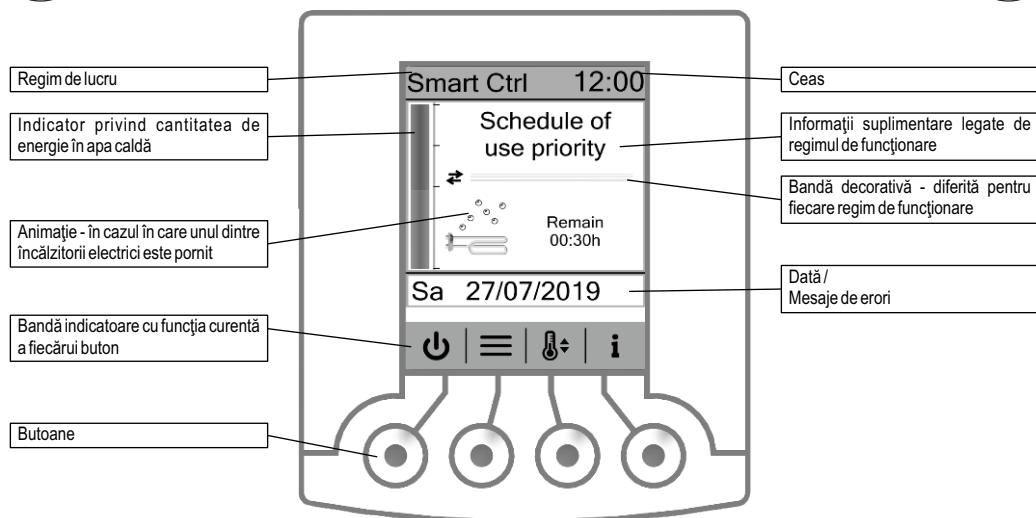 Regim de lucru
Indicator privind cantitatea de
energie în apa caldă
Animaţie - în cazul în care unul dintre
încălzitorii electrici este pornit
Bandă indicatoare cu funcţia curentă
a fiecărui buton
Butoane
Smart Ctrl 12:00
Schedule of
use priority
Remain
00:30h
Sa 27/07/2019
Ceas
Informaţii suplimentare legate de
regimul de funcţionare
Bandă decorativă - diferită pentru
fiecare regim de funcţionare
Dată /
Mesaje de erori